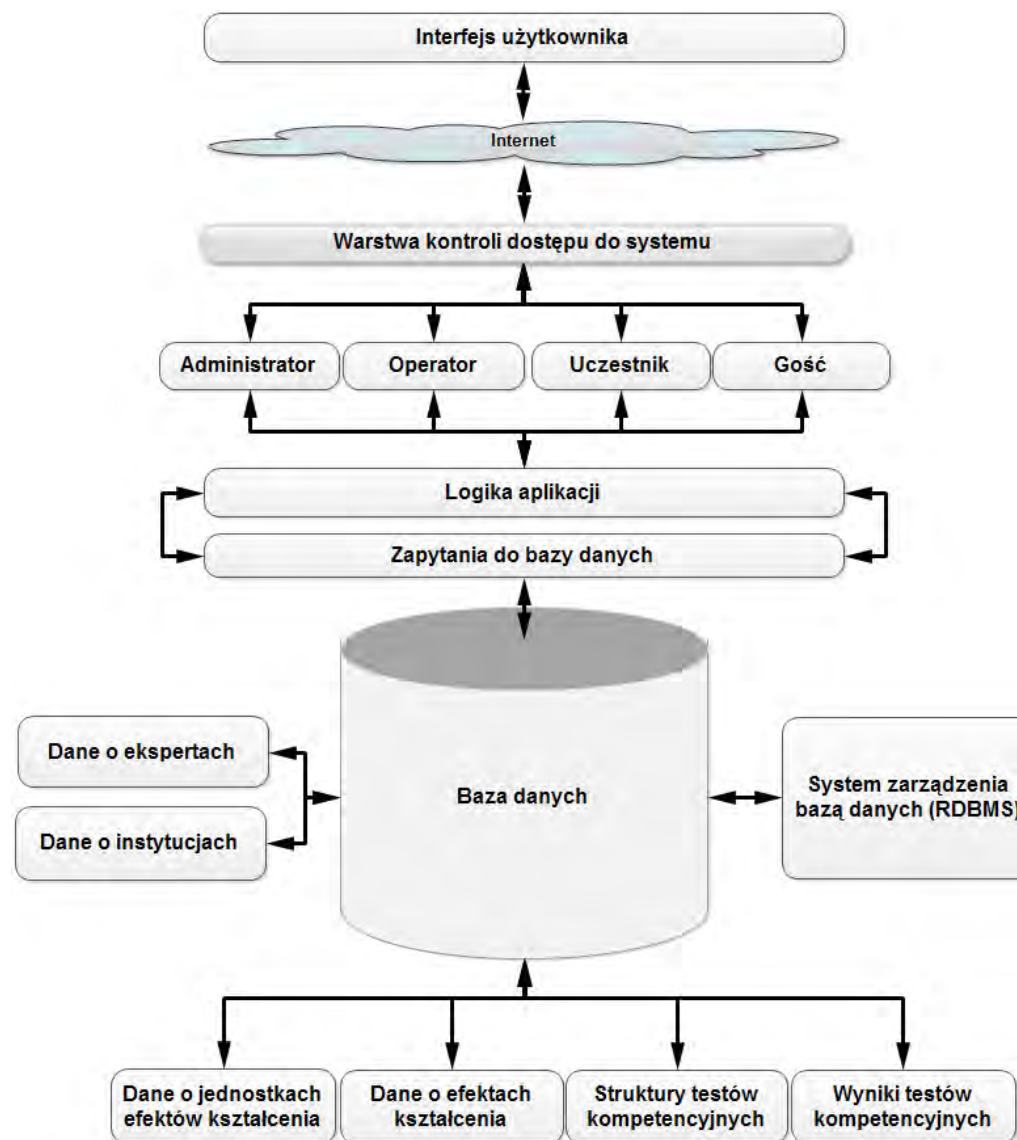 Interfejs użytkownika
Internet
Warstwa kontroli dostępu do systemu
Administrator
Operator
Uczestnik
Gość
Logika aplikacji
Zapytania do bazy danych
Dane o ekspertach
Dane o instytucjach
Baza danych
System zarządzenia
bazą danych (RDBMS)
Dane o jednostkach
efektów kształcenia
Dane o efektach
kształcenia
Struktury testów
kompetencyjnych
Wyniki testów
kompetencyjnych